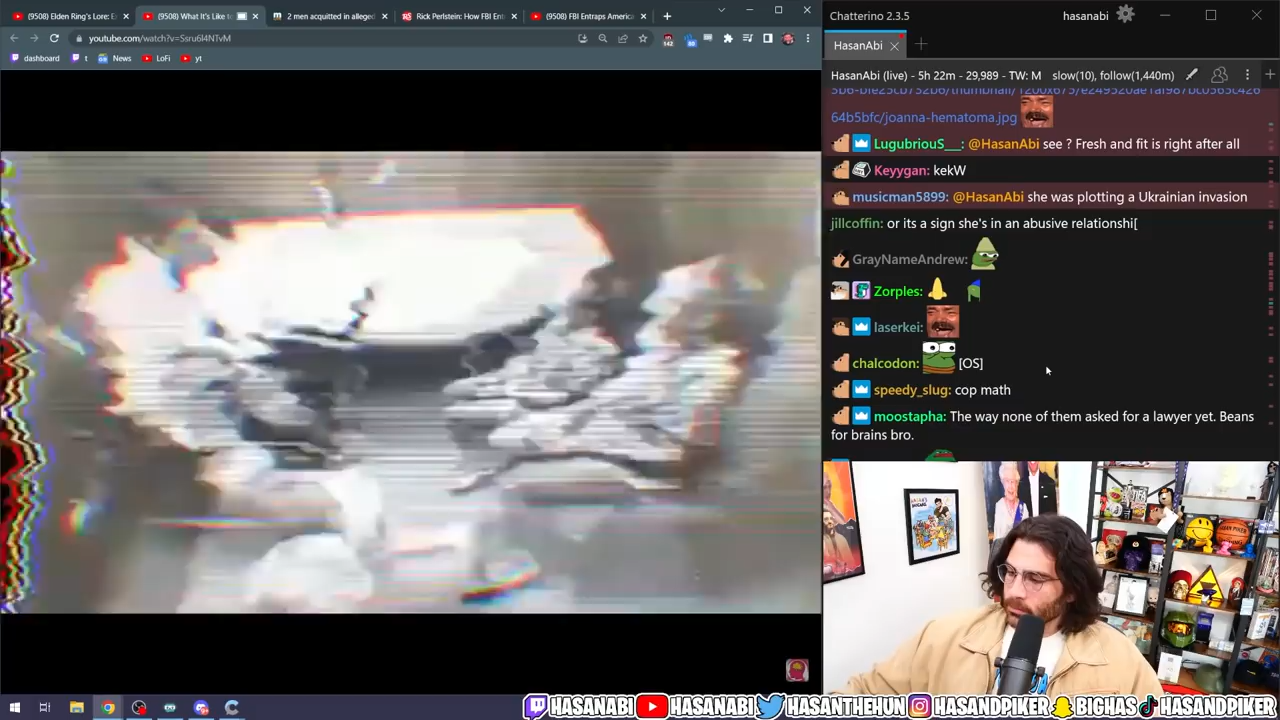 (9508) Elden Ring's Lore: E
(9508) What It's Like to
2 men acquitted in alleged
Rick Perlstein: How FBI Ent
(9508) FBI Entraps America
youtube.com/watch?v=Ssru6l4NTvM
142
dashboard
t
News
LoFi
yt
Chatterino 2.3.5
hasanabi
HasanAbi
HasanAbi (live) - 5h 22m - 29,989 - TW: M
slow(10), follow(1,440m)
64b5bfc/joanna-hematoma.jpg
LugubriouS___: @HasanAbi see ? Fresh and fit is right after all
Keyygan: kekW
musicman5899: @HasanAbi she was plotting a Ukrainian invasion
jillcoffin: or its a sign she's in an abusive relationshi[
GrayNameAndrew:
Zorples:
laserkei:
chalcodon: [OS]
speedy_slug: cop math
moostapha: The way none of them asked for a lawyer yet. Beans
for brains bro.
HASANABI
HASANABI
HASANTHEHUN
HASANDPIKER
BIGHAS
HASANDPIKER